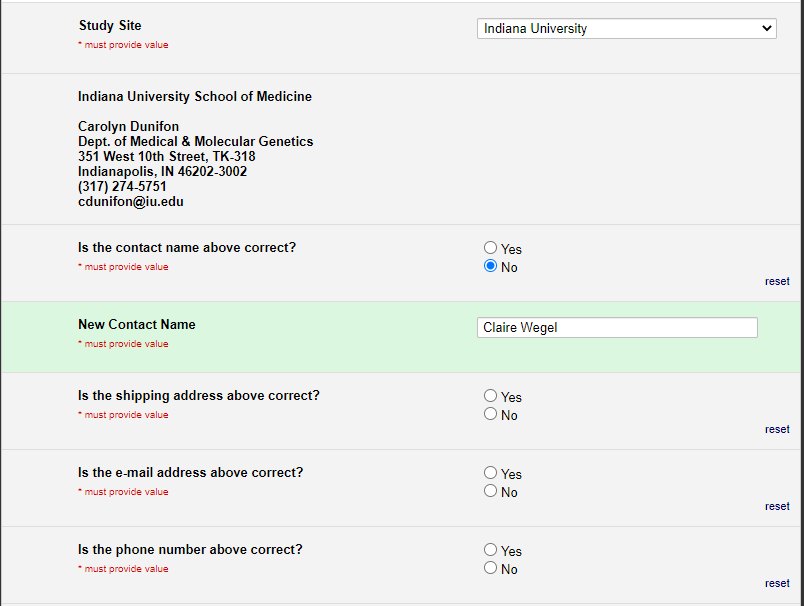 Study Site
* must provide value
Indiana University
Indiana University School of Medicine
Carolyn Dunifon
Dept. of Medical & Molecular Genetics
351 West 10th Street, TK-318
Indianapolis, IN 46202-3002
(317) 274-5751
cdunifon@iu.edu
Is the contact name above correct?
* must provide value
Yes
No
reset
New Contact Name
* must provide value
Claire Wegel
Is the shipping address above correct?
* must provide value
Yes
No
reset
Is the e-mail address above correct?
* must provide value
Yes
No
reset
Is the phone number above correct?
* must provide value
Yes
No
reset